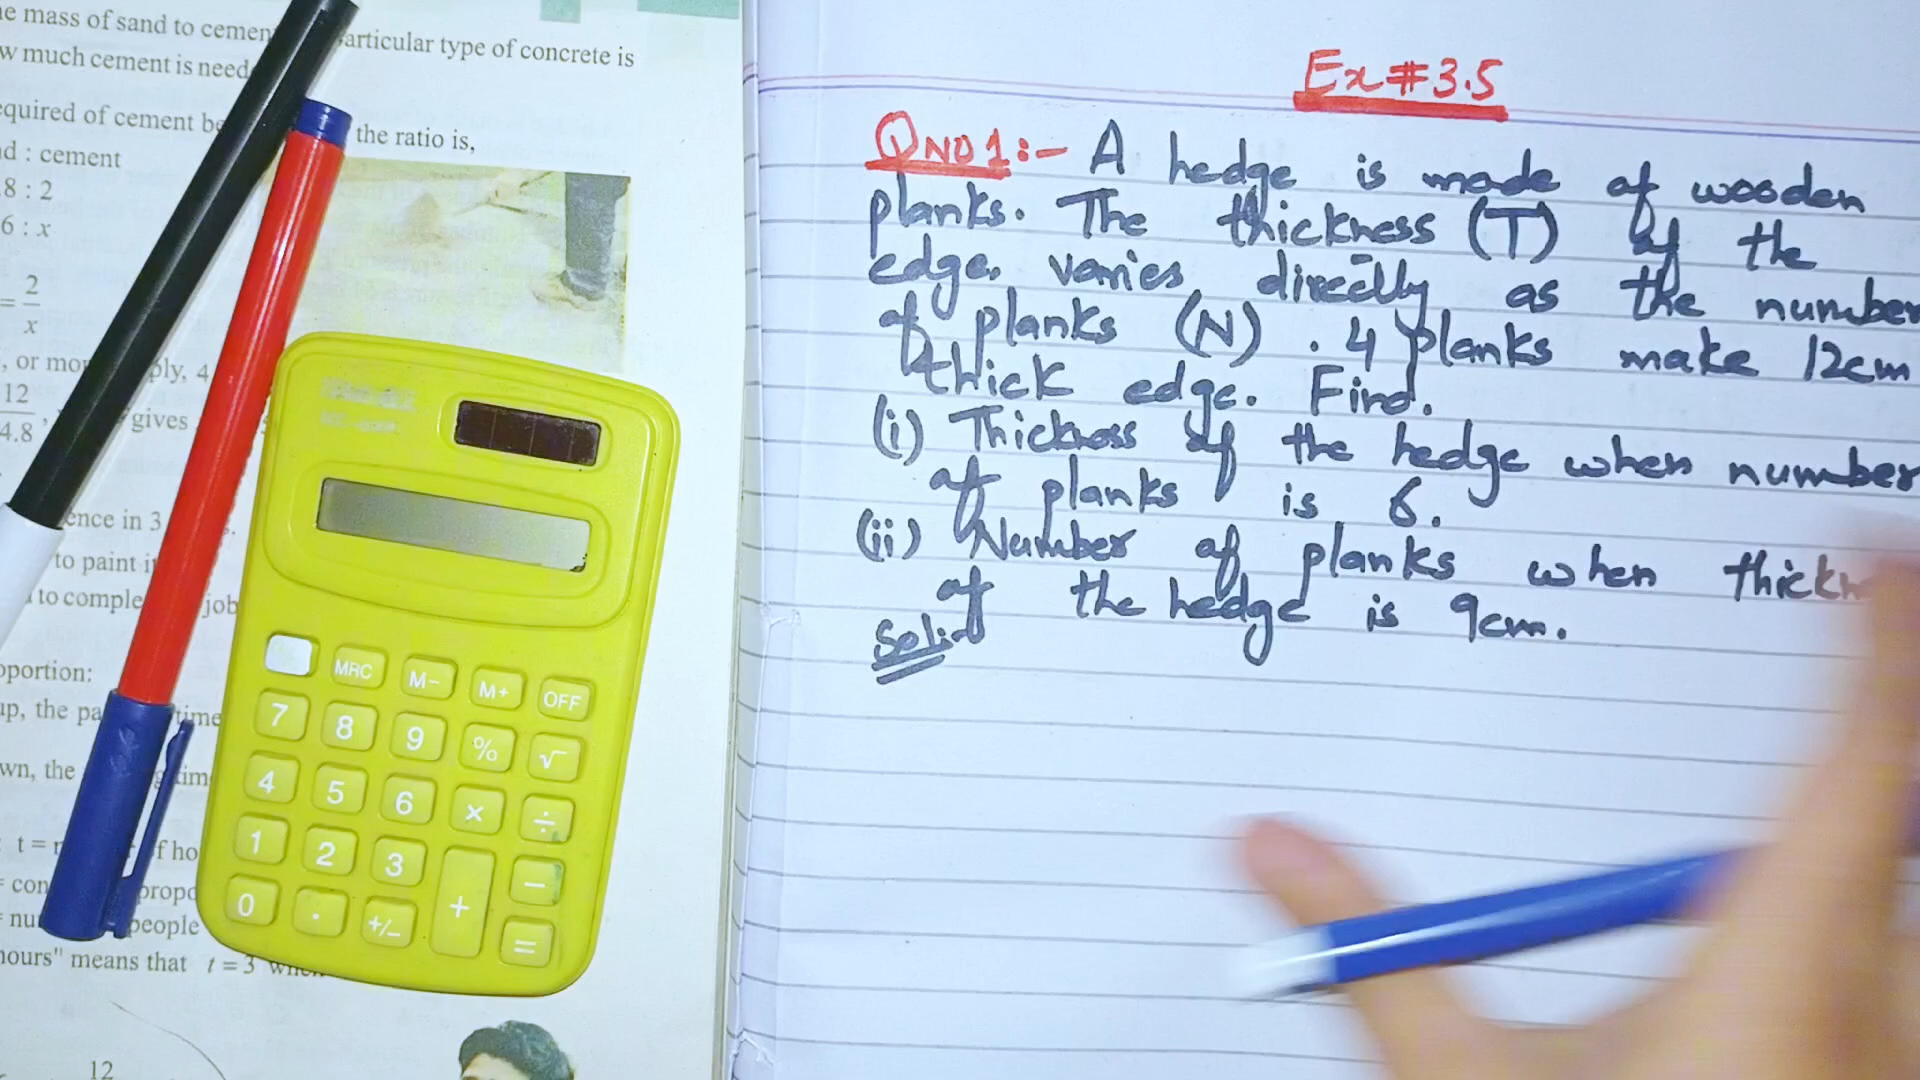 e mass of sand to cemen articular type of concrete is
w much cement is need
equired of cement be the ratio is,
d : cement
8 : 2
6 : x
= 2
x
, or mo ply, 4
12
4.8 , gives
ence in 3 s.
to paint i
to comple job
oportion:
up, the pa time
wn, the g tim
t = r f ho
= con propo
= nu people
hours" means that t = 3 when
12
MRC M- M+ OFF
7 8 9 % √
4 5 6 × ÷
1 2 3 + −
0 . +/− =
Ex#3.5
QNO1:- A hedge is made of wooden
planks. The thickness (T) of the
edge. varies directly as the number
of planks (N). 4 planks make 12cm
thick edge. Find.
(i) Thickness of the hedge when number
of planks is 6.
(ii) Number of planks when thickn
of the hedge is 9cm.
Sol:-